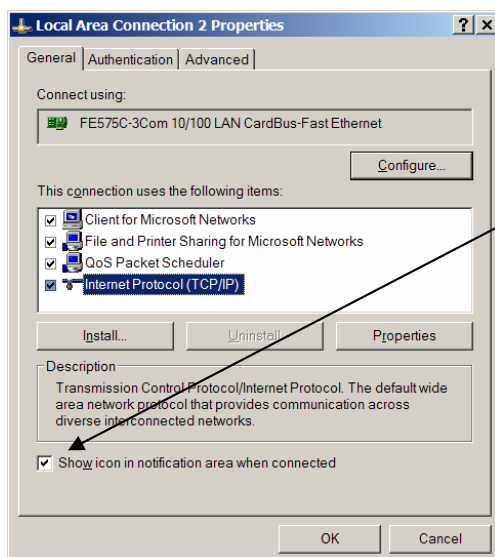 Local Area Connection 2 Properties
General Authentication Advanced
Connect using:
FE575C-3Com 10/100 LAN CardBus-Fast Ethernet
Configure...
This connection uses the following items:
Client for Microsoft Networks
File and Printer Sharing for Microsoft Networks
QoS Packet Scheduler
Internet Protocol (TCP/IP)
Install... Uninstall Properties
Description
Transmission Control Protocol/Internet Protocol. The default wide
area network protocol that provides communication across
diverse interconnected networks.
Show icon in notification area when connected
OK Cancel